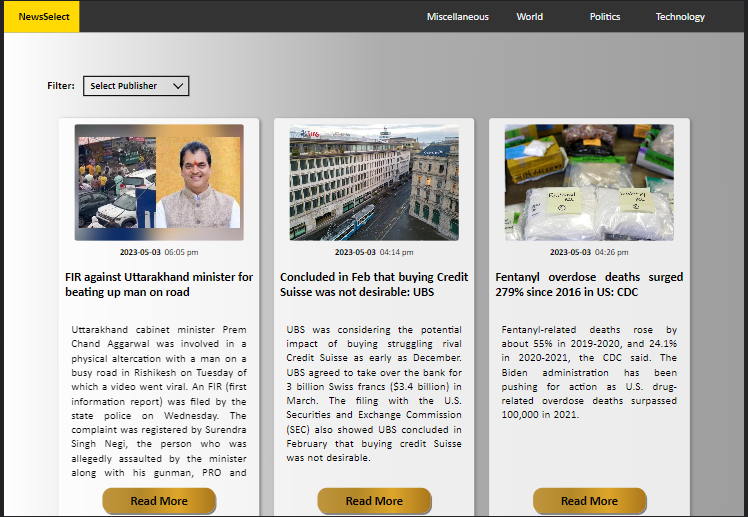 NewsSelect Miscellaneous World Politics Technology
Filter: Select Publisher
2023-05-03 06:05 pm
FIR against Uttarakhand minister for
beating up man on road
Uttarakhand cabinet minister Prem
Chand Aggarwal was involved in a
physical altercation with a man on a
busy road in Rishikesh on Tuesday of
which a video went viral. An FIR (first
information report) was filed by the
state police on Wednesday. The
complaint was registered by Surendra
Singh Negi, the person who was
allegedly assaulted by the minister
along with his gunman, PRO and
Read More
2023-05-03 04:14 pm
Concluded in Feb that buying Credit
Suisse was not desirable: UBS
UBS was considering the potential
impact of buying struggling rival
Credit Suisse as early as December.
UBS agreed to take over the bank for
3 billion Swiss francs ($3.4 billion) in
March. The filing with the U.S.
Securities and Exchange Commission
(SEC) also showed UBS concluded in
February that buying credit Suisse
was not desirable.
Read More
Fentanyl
2023-05-03 04:26 pm
Fentanyl overdose deaths surged
279% since 2016 in US: CDC
Fentanyl-related deaths rose by
about 55% in 2019-2020, and 24.1%
in 2020-2021, the CDC said. The
Biden administration has been
pushing for action as U.S. drug-
related overdose deaths surpassed
100,000 in 2021.
Read More